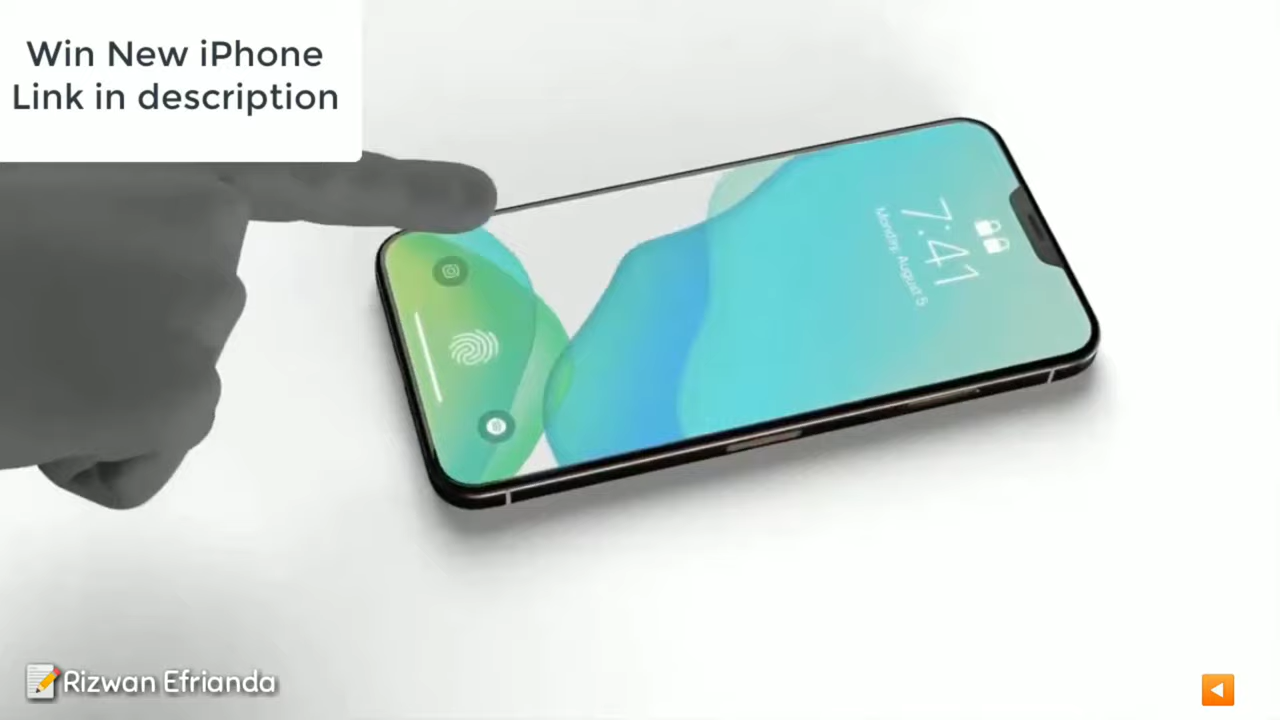 Win New iPhone
Link in description
7:41
Monday, August 5
Rizwan Efrianda